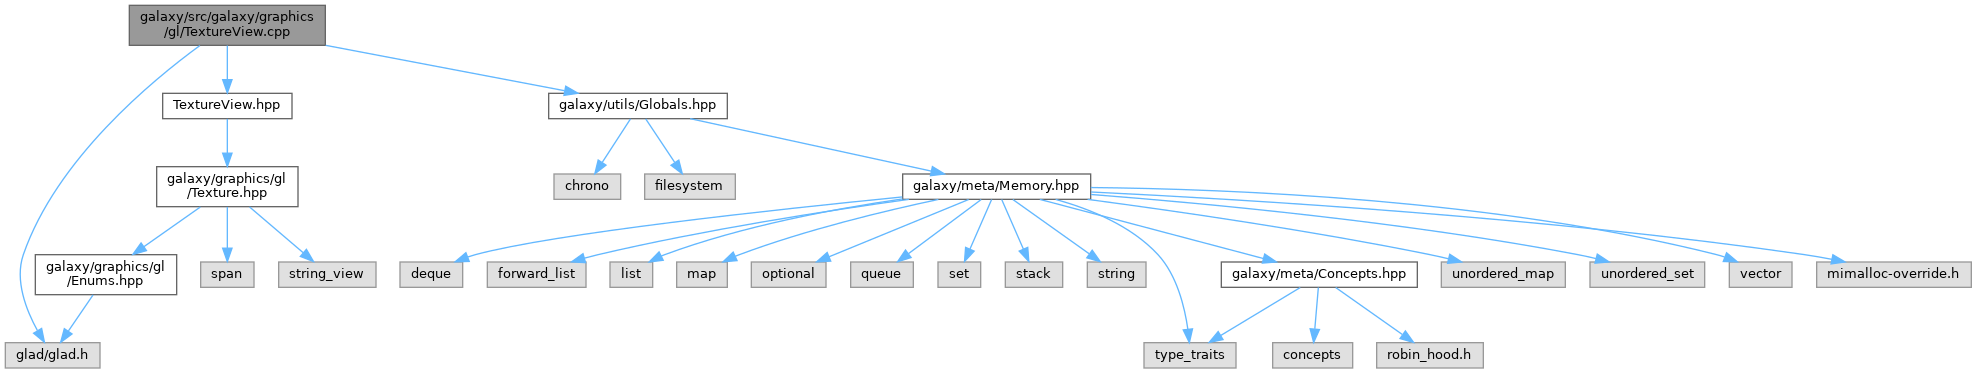 galaxy/src/galaxy/graphics
/gl/TextureView.cpp
TextureView.hpp
galaxy/utils/Globals.hpp
galaxy/graphics/gl
/Texture.hpp
chrono
filesystem
galaxy/meta/Memory.hpp
galaxy/graphics/gl
/Enums.hpp
span
string_view
deque
forward_list
list
map
optional
queue
set
stack
string
galaxy/meta/Concepts.hpp
unordered_map
unordered_set
vector
mimalloc-override.h
glad/glad.h
type_traits
concepts
robin_hood.h